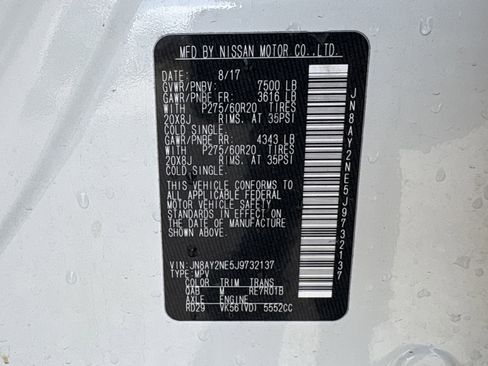 MFD BY NISSAN MOTOR CO.,LTD.
DATE: 8/17
GVWR/PNBV: 7500 LB
GAWR/PNBF FR: 3616 LB
WITH P275/60R20 TIRES
20X8J RIMS. AT 35PSI
COLD SINGLE.
GAWR/PNBE RR: 4343 LB
WITH P275/60R20 TIRES
20X8J RIMS. AT 35PSI
COLD SINGLE.
THIS VEHICLE CONFORMS TO
ALL APPLICABLE FEDERAL
MOTOR VEHICLE SAFETY
STANDARDS IN EFFECT ON
THE DATE OF MANUFACTURE
SHOWN ABOVE.
VIN: JN8AY2NE5J9732137
TYPE: MPV
COLOR TRIM TRANS
QAB M RE7R01B
AXLE ENGINE
RD29 VK56(VD) 5552CC
JN8AY2NE5J9732137